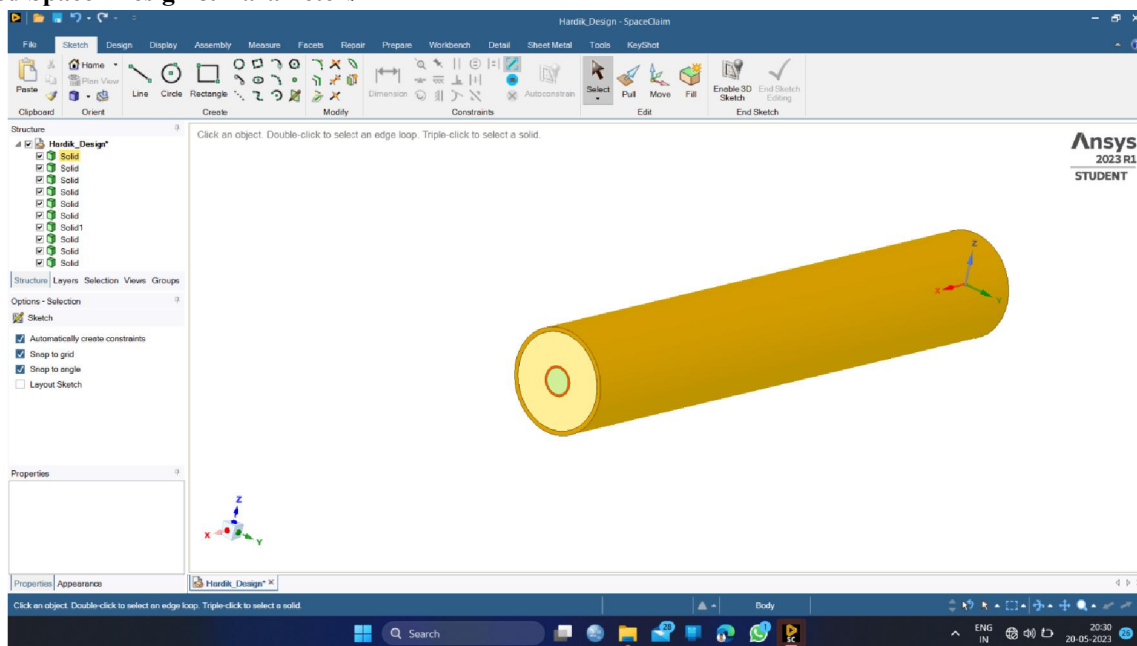 Hardik_Design - SpaceClaim
File Sketch Design Display Assembly Measure Facets Repair Prepare Workbench Detail Sheet Metal Tools KeyShot
Paste
Home
Plan View
Line Circle Rectangle
Dimension
Autoconstrain
Select Pull Move Fill
Enable 3D Sketch
End Sketch Editing
Clipboard Orient Create Modify Constraints Edit End Sketch
Structure
Hardik_Design*
Solid
Solid
Solid
Solid
Solid
Solid
Solid1
Solid
Solid
Solid
Structure Layers Selection Views Groups
Options - Selection
Sketch
Automatically create constraints
Snap to grid
Snap to angle
Layout Sketch
Properties
Properties Appearance
Click an object. Double-click to select an edge loop. Triple-click to select a solid.
Ansys
2023 R1
STUDENT
Z
X
Y
Z
X
Y
Hardik_Design*
Click an object. Double-click to select an edge loop. Triple-click to select a solid.
Body
Search
28
SC
ENG
IN
20:30
20-05-2023
26